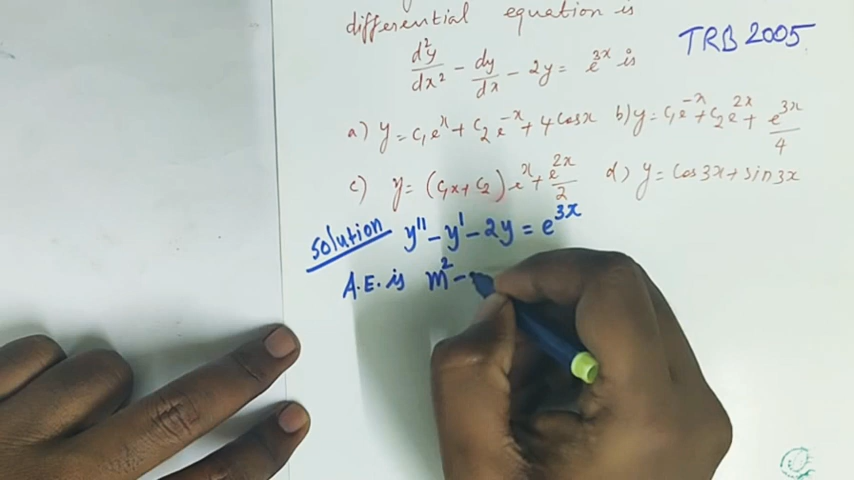 differential equation is
TRB 2005
d²y/dx² - dy/dx - 2y = e^3x is
a) y = c₁e^x + c₂e^-x + 4cosx b) y = c₁e^-x + c₂e^2x + e^3x/4
c) y = (c₁x + c₂)e^x + e^2x/2 d) y = cos3x + sin3x
Solution y'' - y' - 2y = e^3x
A.E. is m² -